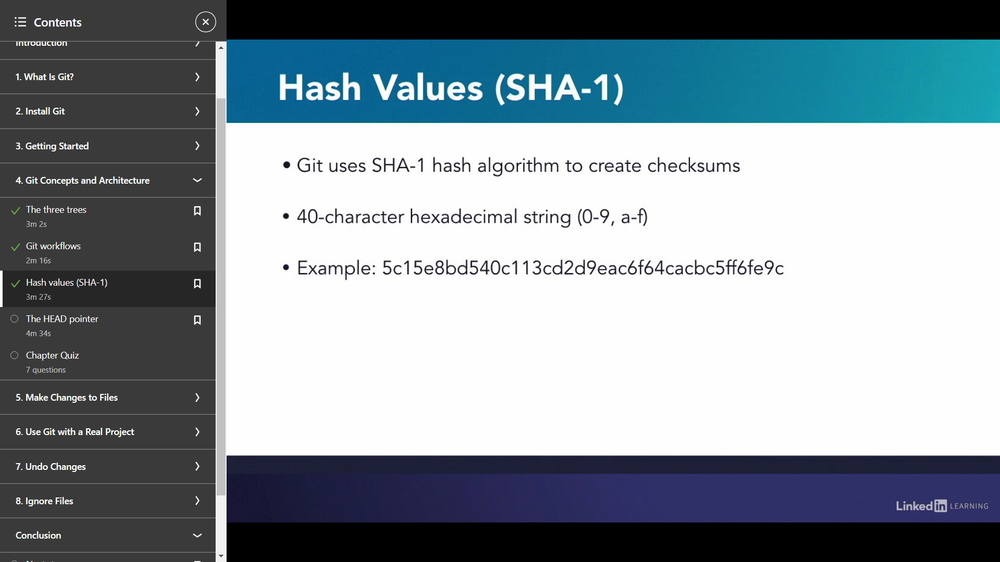 Contents
Introduction
1. What Is Git?
2. Install Git
3. Getting Started
4. Git Concepts and Architecture
The three trees
3m 2s
Git workflows
2m 16s
Hash values (SHA-1)
3m 27s
The HEAD pointer
4m 34s
Chapter Quiz
7 questions
5. Make Changes to Files
6. Use Git with a Real Project
7. Undo Changes
8. Ignore Files
Conclusion
Hash Values (SHA-1)
• Git uses SHA-1 hash algorithm to create checksums
• 40-character hexadecimal string (0-9, a-f)
• Example: 5c15e8bd540c113cd2d9eac6f64cacbc5ff6fe9c
Linked in LEARNING